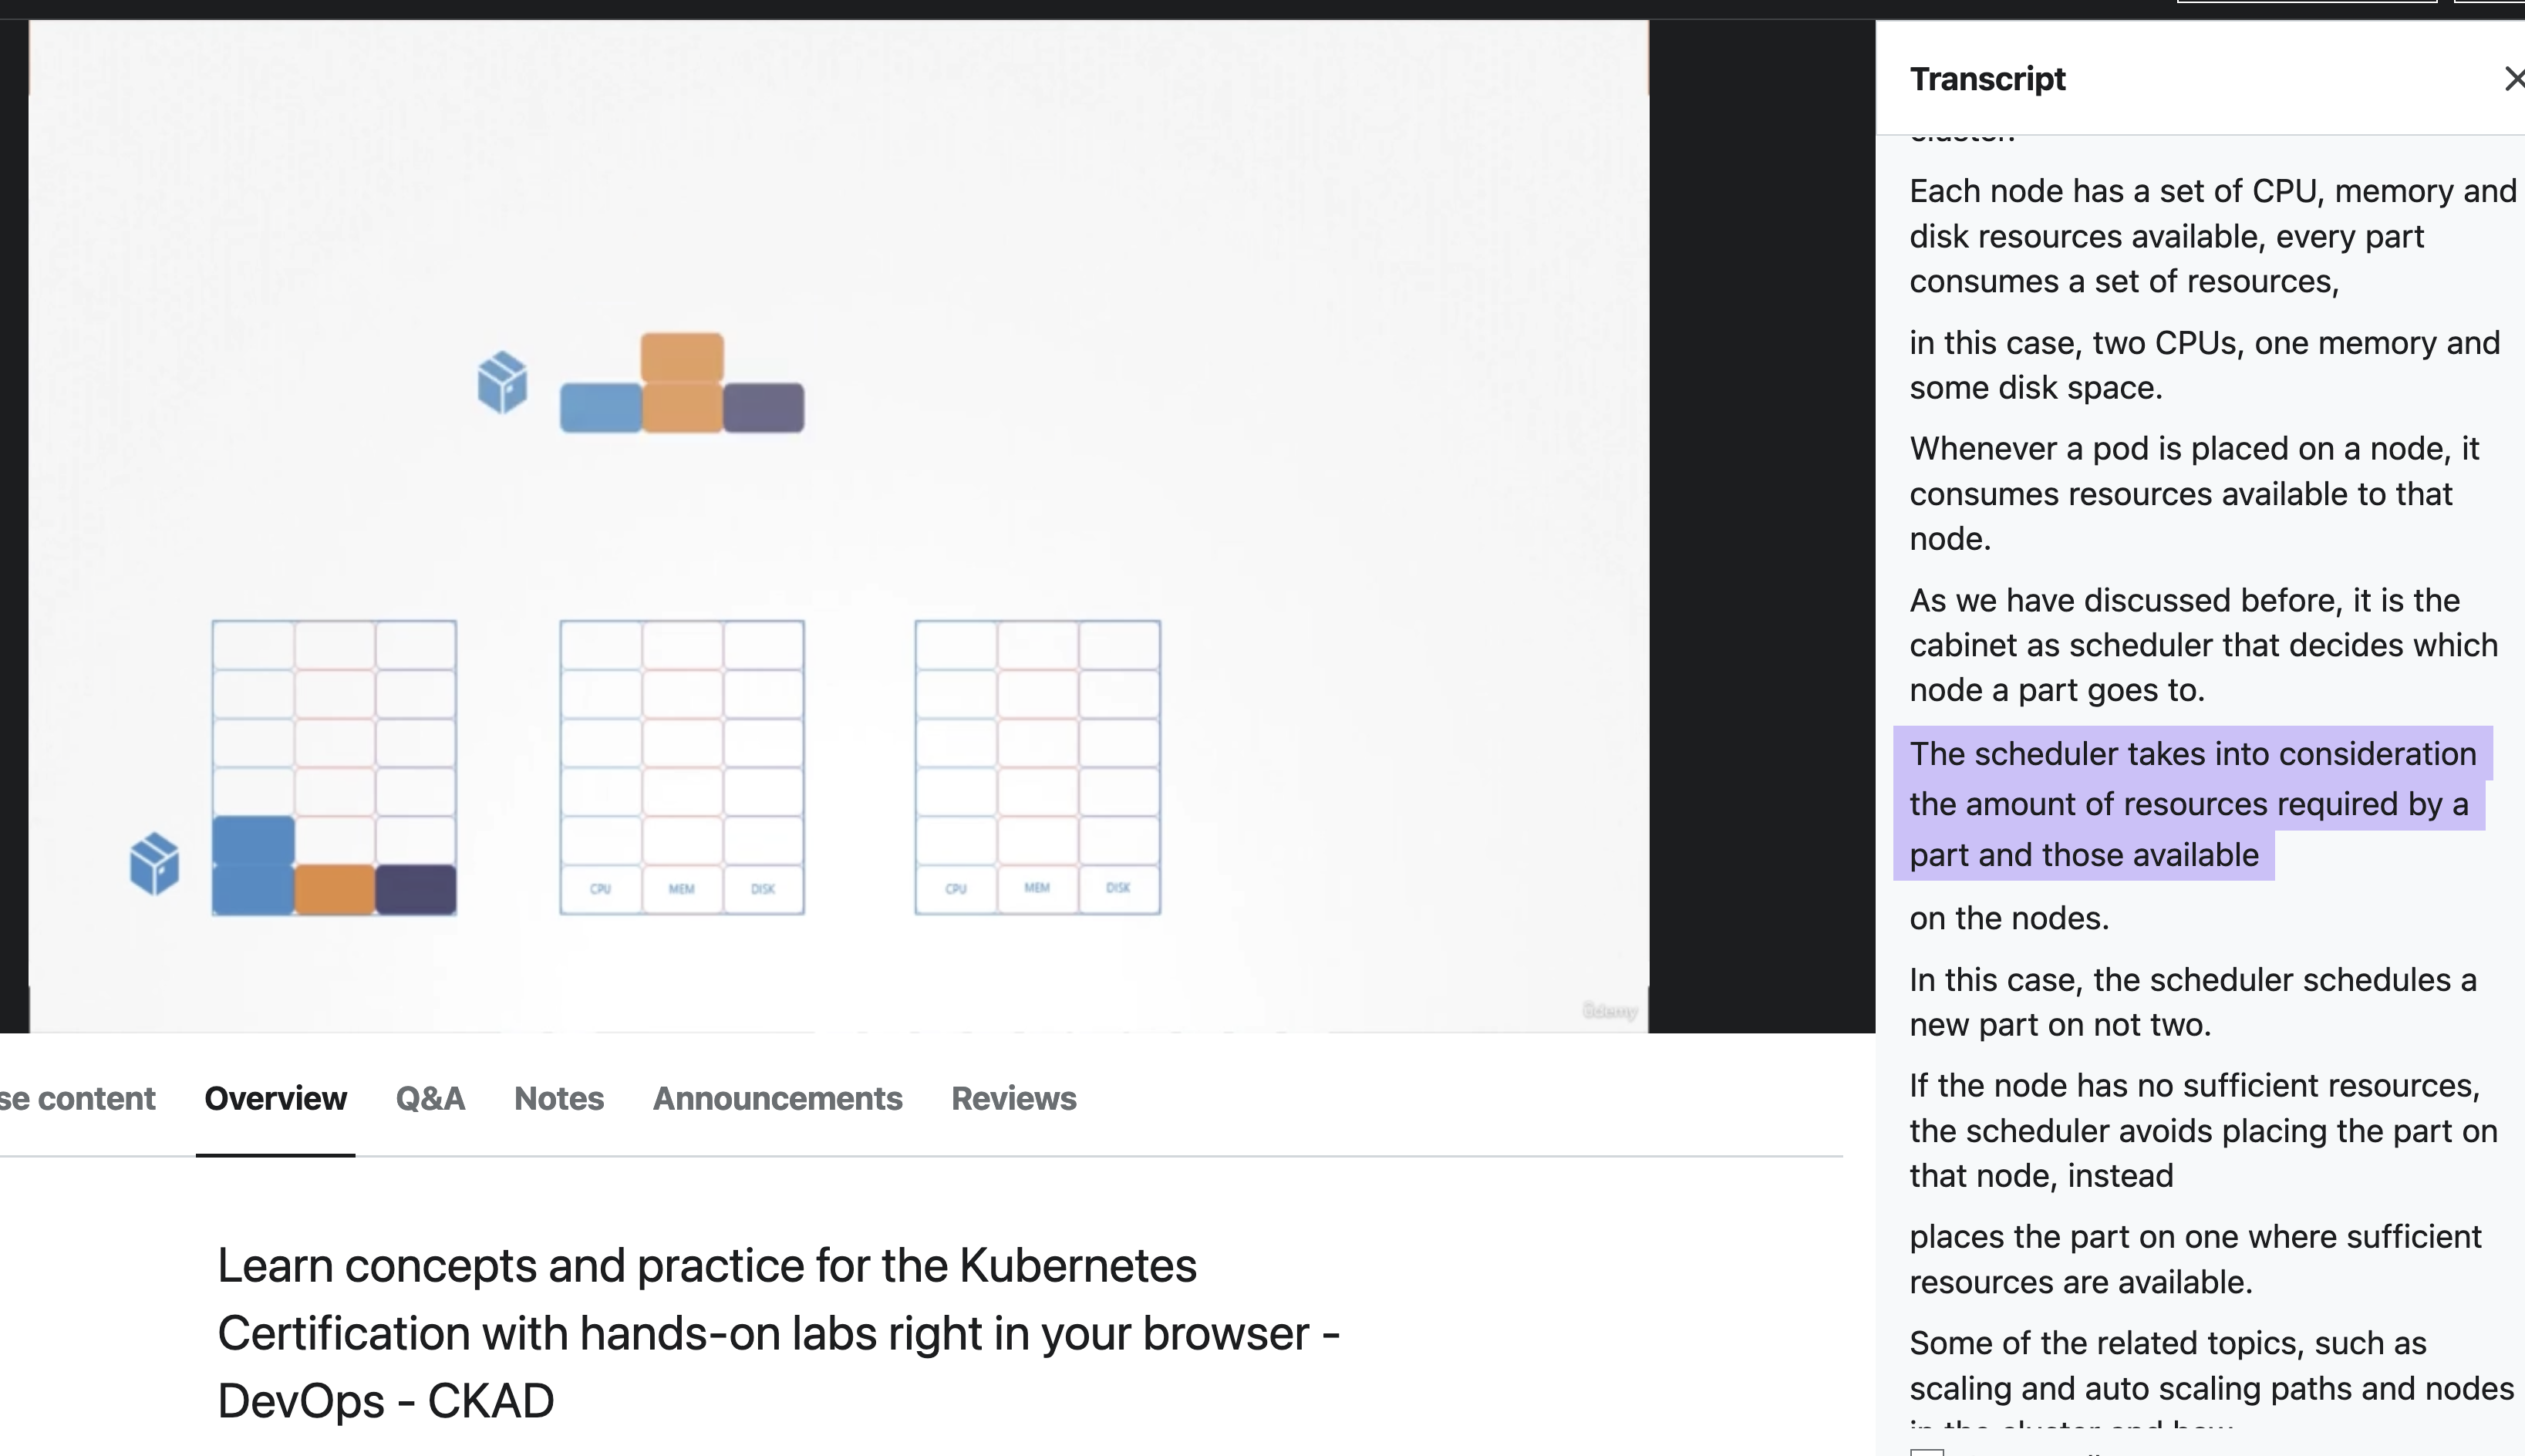 Transcript
cluster.
Each node has a set of CPU, memory and
disk resources available, every part
consumes a set of resources,
in this case, two CPUs, one memory and
some disk space.
Whenever a pod is placed on a node, it
consumes resources available to that
node.
As we have discussed before, it is the
cabinet as scheduler that decides which
node a part goes to.
The scheduler takes into consideration
the amount of resources required by a
part and those available
on the nodes.
In this case, the scheduler schedules a
new part on not two.
If the node has no sufficient resources,
the scheduler avoids placing the part on
that node, instead
places the part on one where sufficient
resources are available.
Some of the related topics, such as
scaling and auto scaling paths and nodes
in the cluster and how
CPU MEM DISK
CPU MEM DISK
ûdemy
se content Overview Q&A Notes Announcements Reviews
Learn concepts and practice for the Kubernetes
Certification with hands-on labs right in your browser -
DevOps - CKAD